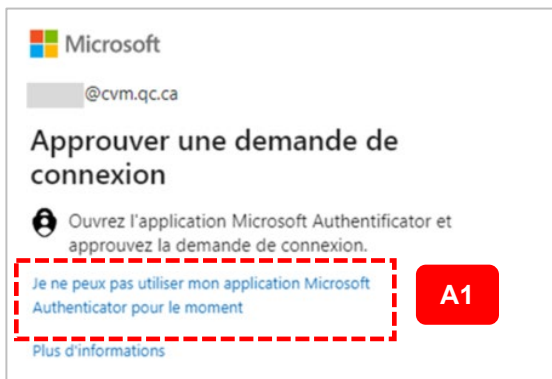 Microsoft
@cvm.qc.ca
Approuver une demande de
connexion
Ouvrez l'application Microsoft Authentificator et
approuvez la demande de connexion.
Je ne peux pas utiliser mon application Microsoft
Authenticator pour le moment
A1
Plus d'informations